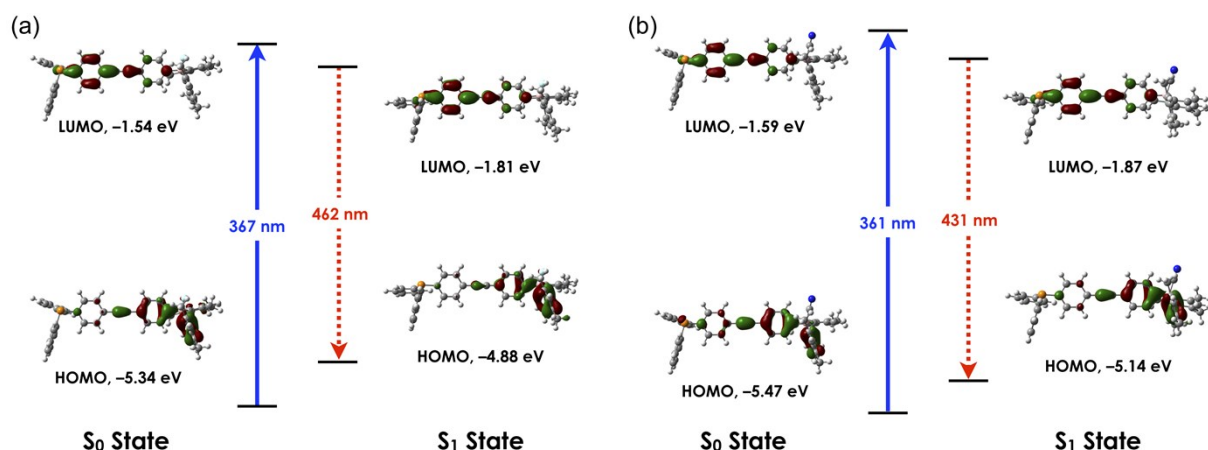 (a)
LUMO, −1.54 eV
LUMO, −1.81 eV
367 nm
462 nm
HOMO, −5.34 eV
HOMO, −4.88 eV
S₀ State
S₁ State
(b)
LUMO, −1.59 eV
LUMO, −1.87 eV
361 nm
431 nm
HOMO, −5.47 eV
HOMO, −5.14 eV
S₀ State
S₁ State